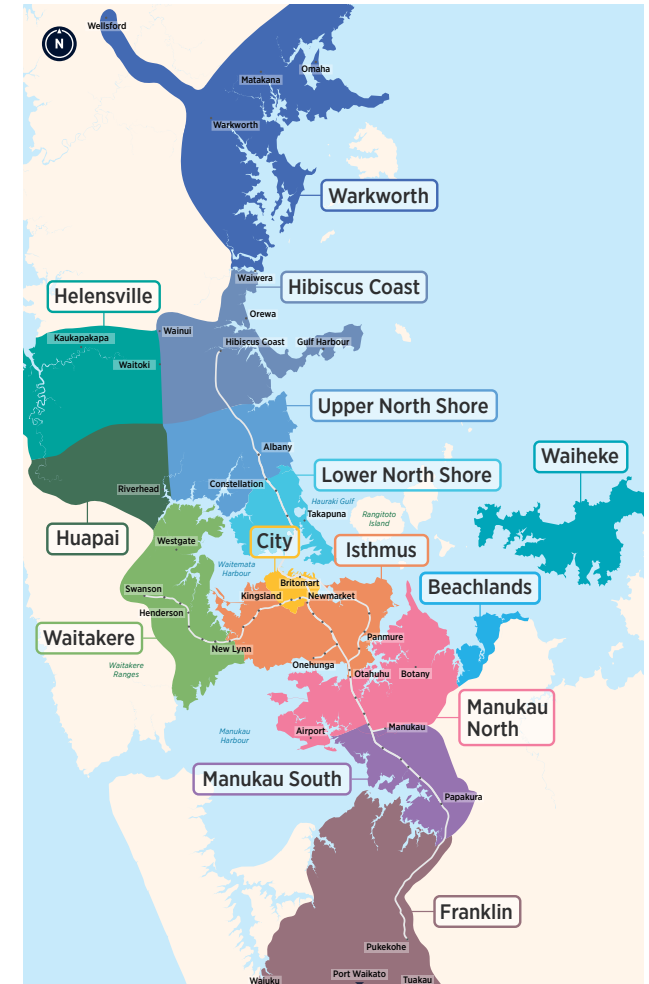 Wellsford
N
Omaha
Matakana
Warkworth
Warkworth
Waiwera
Hibiscus Coast
Helensville
Orewa
Wainui
Kaukapakapa
Hibiscus Coast
Gulf Harbour
Waitoki
Upper North Shore
Albany
Waiheke
Lower North Shore
Constellation
Riverhead
Hauraki Gulf
Takapuna
Rangitoto
Island
Huapai
Westgate
City
Isthmus
Waitemata
Harbour
Britomart
Beachlands
Swanson
Kingsland
Newmarket
Henderson
Waitakere
Panmure
New Lynn
Waitakere
Ranges
Onehunga
Otahuhu
Botany
Manukau
North
Manukau
Airport
Manukau
Harbour
Manukau South
Papakura
Franklin
Pukekohe
Port Waikato
Waiuku
Tuakau